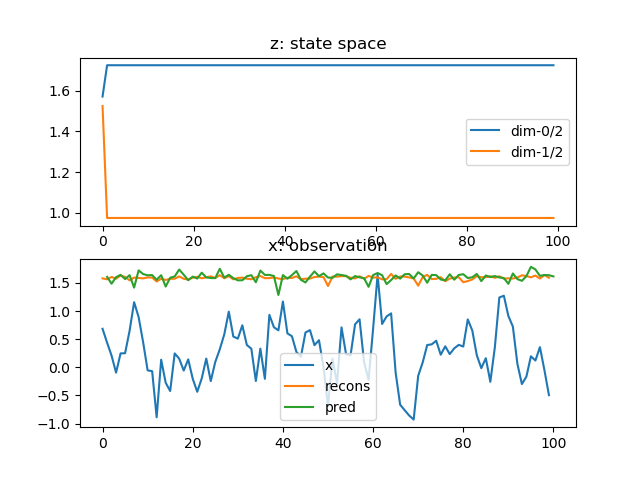 z: state space
1.6
1.4
1.2
1.0
dim-0/2
dim-1/2
0 20 40 60 80 100
x: observation
1.5
1.0
0.5
0.0
−0.5
−1.0
x
recons
pred
0 20 40 60 80 100